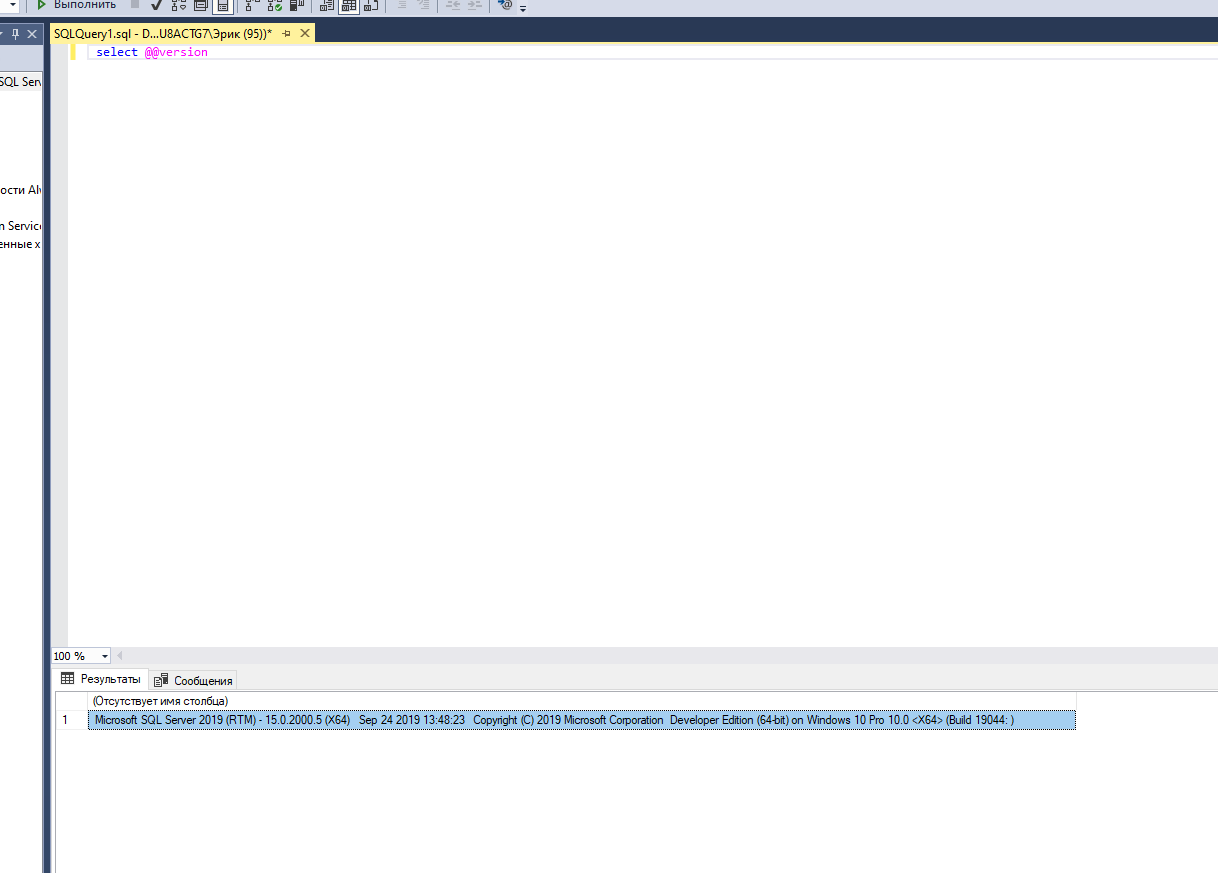 Выполнить
SQLQuery1.sql - D...U8ACTG7\Эрик (95))*
select @@version
SQL Serv
ости Alv
n Service
енные х
100 %
Результаты
Сообщения
(Отсутствует имя столбца)
1 Microsoft SQL Server 2019 (RTM) - 15.0.2000.5 (X64) Sep 24 2019 13:48:23 Copyright (C) 2019 Microsoft Corporation Developer Edition (64-bit) on Windows 10 Pro 10.0 <X64> (Build 19044: )